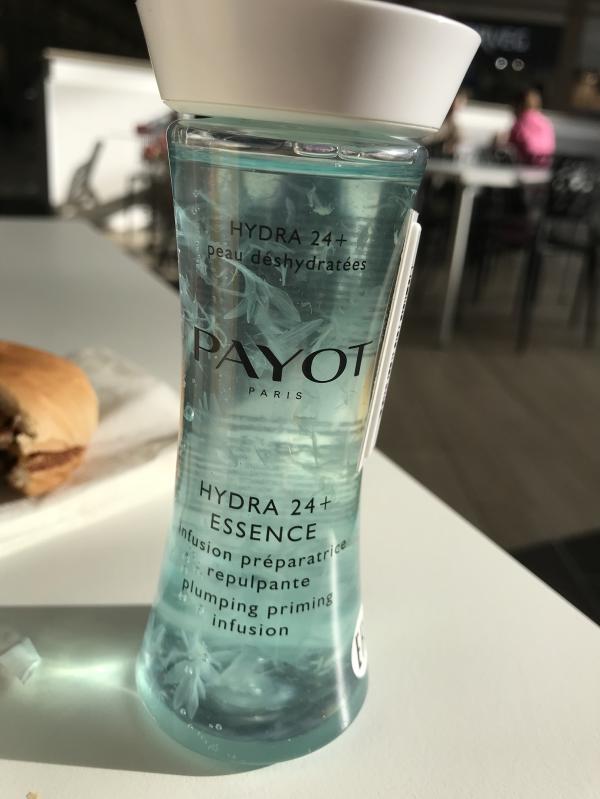 HYDRA 24+
peau déshydratées
PAYOT
PARIS
HYDRA 24+
ESSENCE
infusion préparatrice
repulpante
plumping priming
infusion